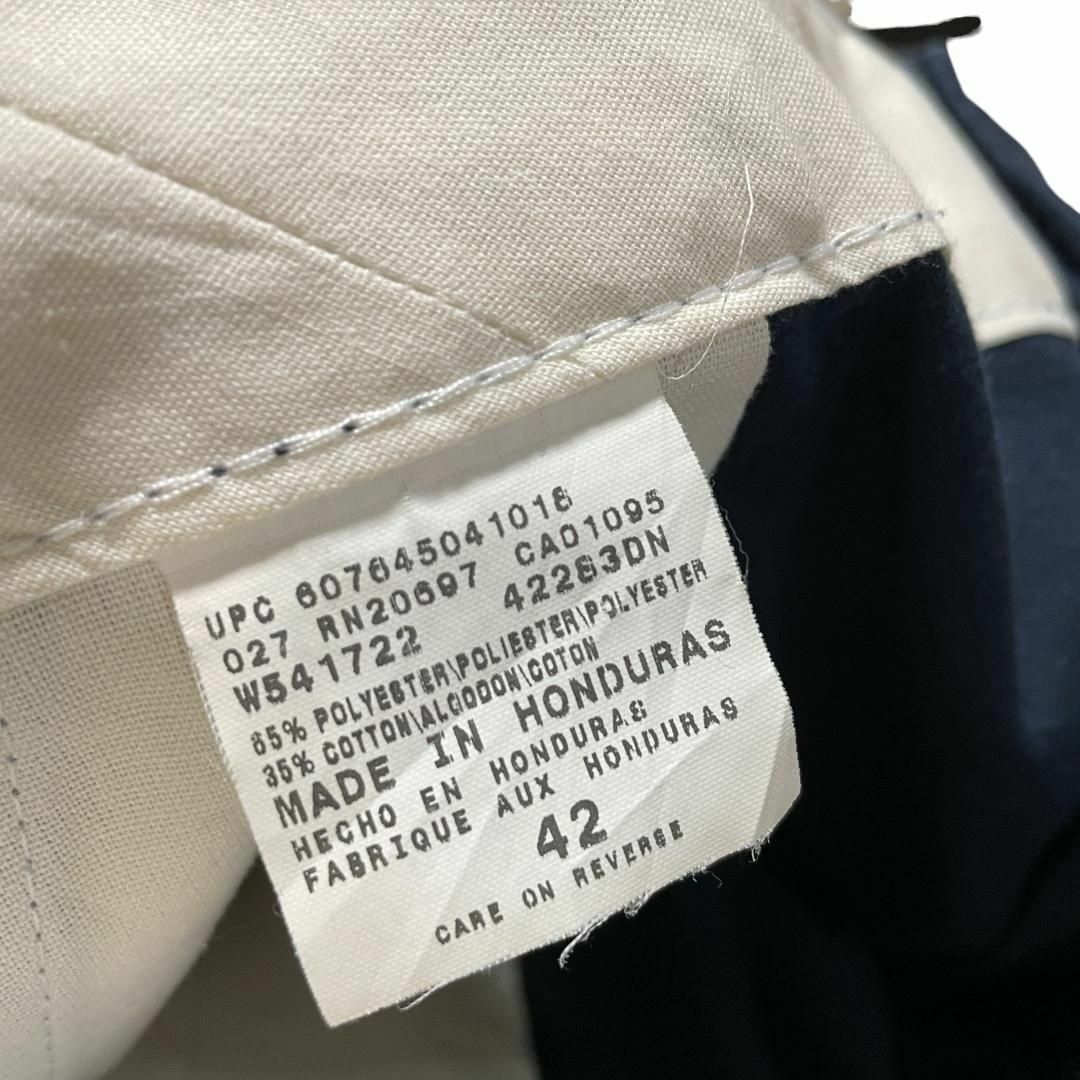 UPC 607645041018
027 RN20697 CA01095
W541722 42283DN
65% POLYESTER\POLIESTER\POLYESTER
35% COTTON\ALGODON\COTON
MADE IN HONDURAS
HECHO EN HONDURAS
FABRIQUE AUX HONDURAS
42
CARE ON REVERSE